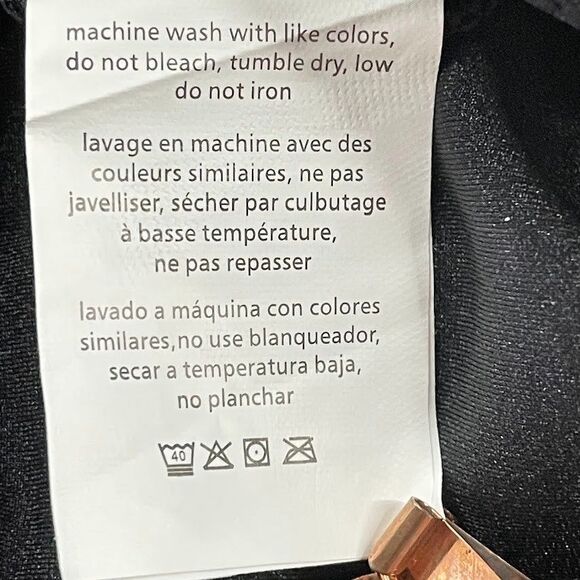 machine wash with like colors,
do not bleach, tumble dry, low
do not iron
lavage en machine avec des
couleurs similaires, ne pas
javelliser, sécher par culbutage
à basse température,
ne pas repasser
lavado a máquina con colores
similares,no use blanqueador,
secar a temperatura baja,
no planchar
40